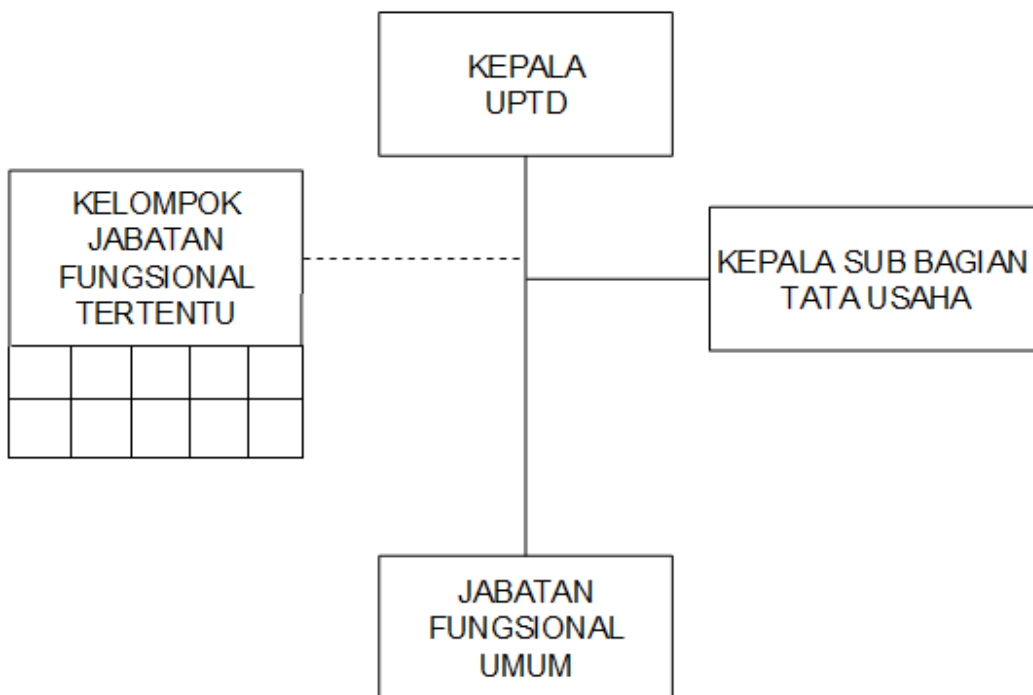 KEPALA
UPTD
KELOMPOK
JABATAN
FUNGSIONAL
TERTENTU
KEPALA SUB BAGIAN
TATA USAHA
JABATAN
FUNGSIONAL
UMUM